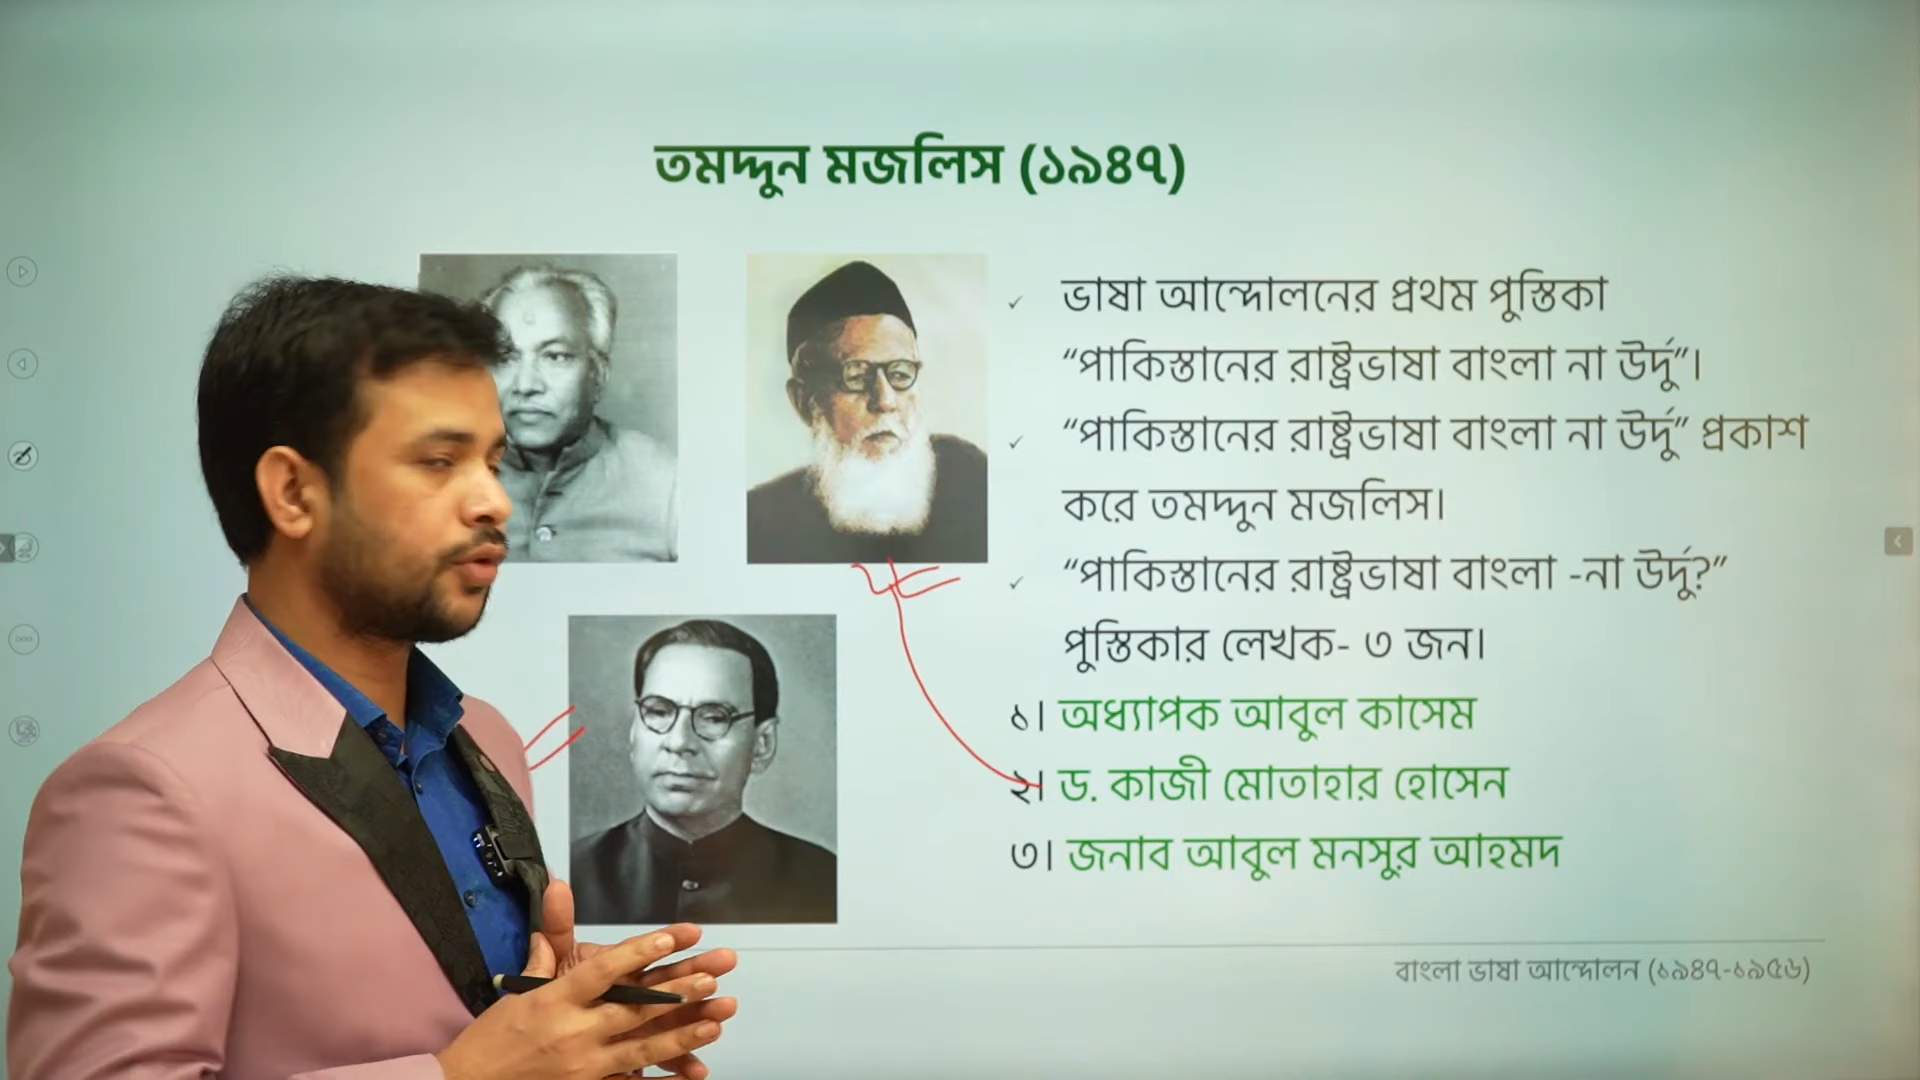 তমদ্দুন মজলিস (১৯৪৭)
✓ ভাষা আন্দোলনের প্রথম পুস্তিকা
“পাকিস্তানের রাষ্ট্রভাষা বাংলা না উর্দু”।
✓ “পাকিস্তানের রাষ্ট্রভাষা বাংলা না উর্দু” প্রকাশ
করে তমদ্দুন মজলিস।
✓ “পাকিস্তানের রাষ্ট্রভাষা বাংলা -না উর্দু?”
পুস্তিকার লেখক- ৩ জন।
১। অধ্যাপক আবুল কাসেম
২। ড. কাজী মোতাহার হোসেন
৩। জনাব আবুল মনসুর আহমদ
বাংলা ভাষা আন্দোলন (১৯৪৭-১৯৫৬)